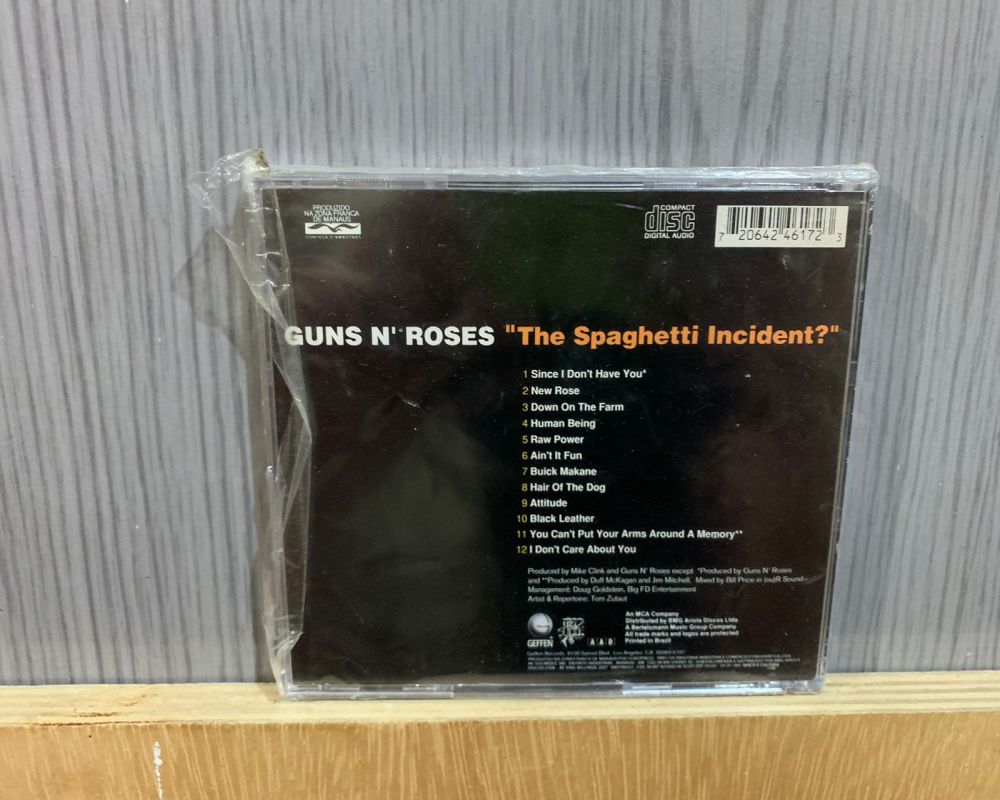 PRODUZIDO
NA ZONA FRANCA
DE MANAUS
CONHEÇA O AMAZONAS
COMPACT
disc
DIGITAL AUDIO
7 20642 46172 3
GUNS N' ROSES "The Spaghetti Incident?"
1 Since I Don't Have You*
2 New Rose
3 Down On The Farm
4 Human Being
5 Raw Power
6 Ain't It Fun
7 Buick Makane
8 Hair Of The Dog
9 Attitude
10 Black Leather
11 You Can't Put Your Arms Around A Memory**
12 I Don't Care About You
Produced by Mike Clink and Guns N' Roses except *Produced by Guns N' Roses
and **Produced by Duff McKagan and Jim Mitchell. Mixed by Bill Price in (ou)R Sound—
Management: Doug Goldstein, Big FD Entertainment
Artist & Repertoire: Tom Zutaut
GEFFEN
AAD
An MCA Company
Distributed by BMG Ariola Discos Ltda
A Bertelsmann Music Group Company
All trade marks and logos are protected
Printed in Brazil
Geffen Records 9130 Sunset Blvd. Los Angeles, CA 90069-6197